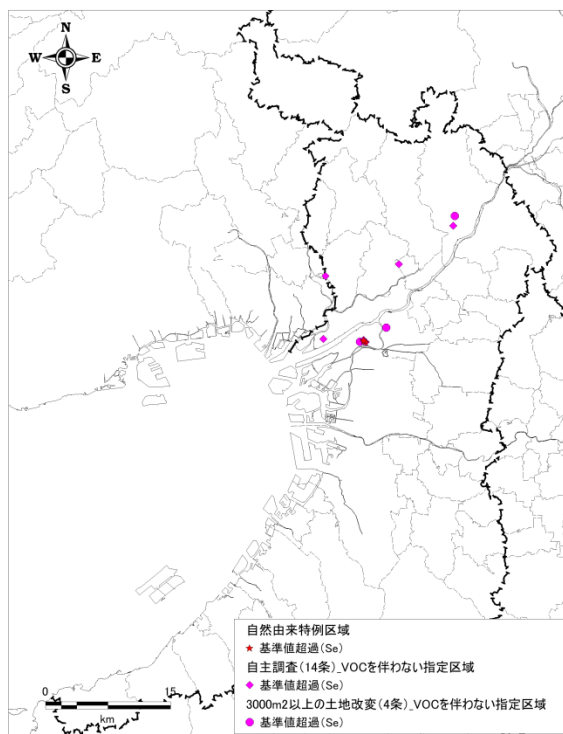 N
W E
S
自然由来特例区域
基準値超過(Se)
自主調査(14条)_VOCを伴わない指定区域
基準値超過(Se)
3000m2以上の土地改変(4条)_VOCを伴わない指定区域
基準値超過(Se)
0 15
km